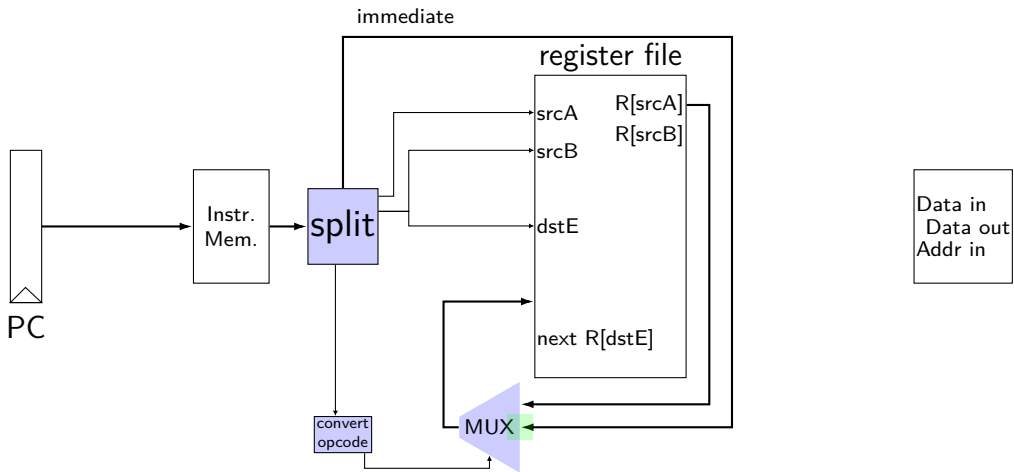 immediate
register file
srcA
R[srcA]
srcB
R[srcB]
Instr.
Mem.
split
dstE
Data in
Data out
Addr in
PC
next R[dstE]
convert
opcode
MUX